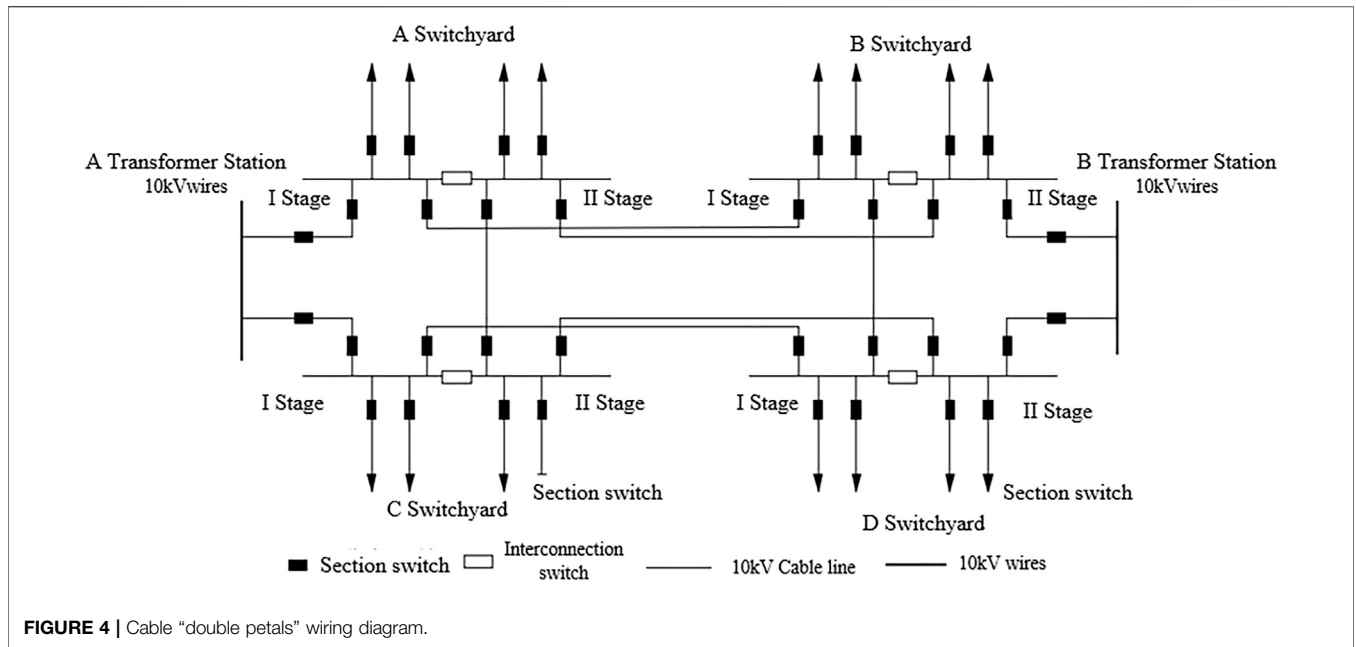 A Switchyard
B Switchyard
A Transformer Station
10kVwires
B Transformer Station
10kVwires
I Stage
II Stage
I Stage
II Stage
I Stage
II Stage
I Stage
II Stage
Section switch
Section switch
C Switchyard
D Switchyard
Section switch
Interconnection
switch
10kV Cable line
10kV wires
FIGURE 4 | Cable “double petals” wiring diagram.